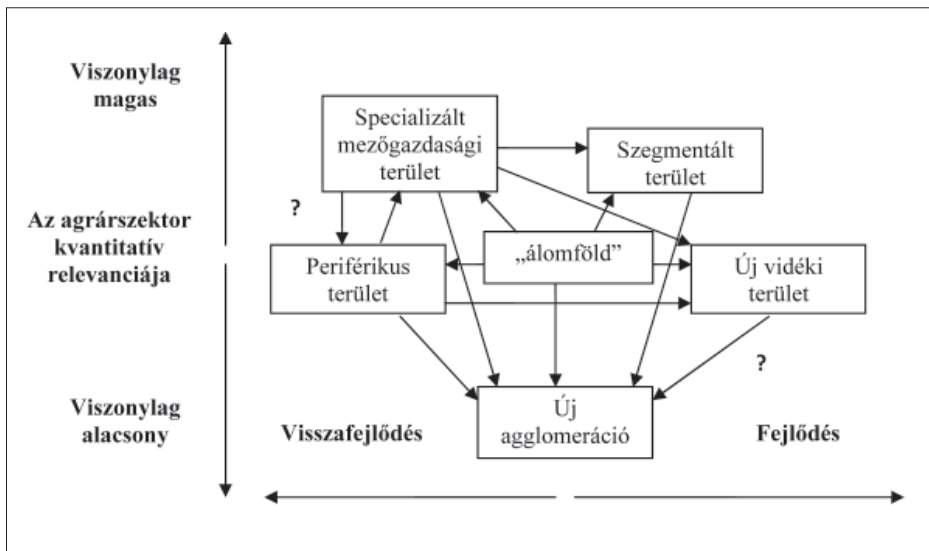 Viszonylag
magas
Specializált
mezőgazdasági
terület
Szegmentált
terület
?
Az agrárszektor
kvantitatív
relevanciája
„álomföld”
Periférikus
terület
Új vidéki
terület
?
Viszonylag
alacsony
Visszafejlődés
Új
agglomeráció
Fejlődés